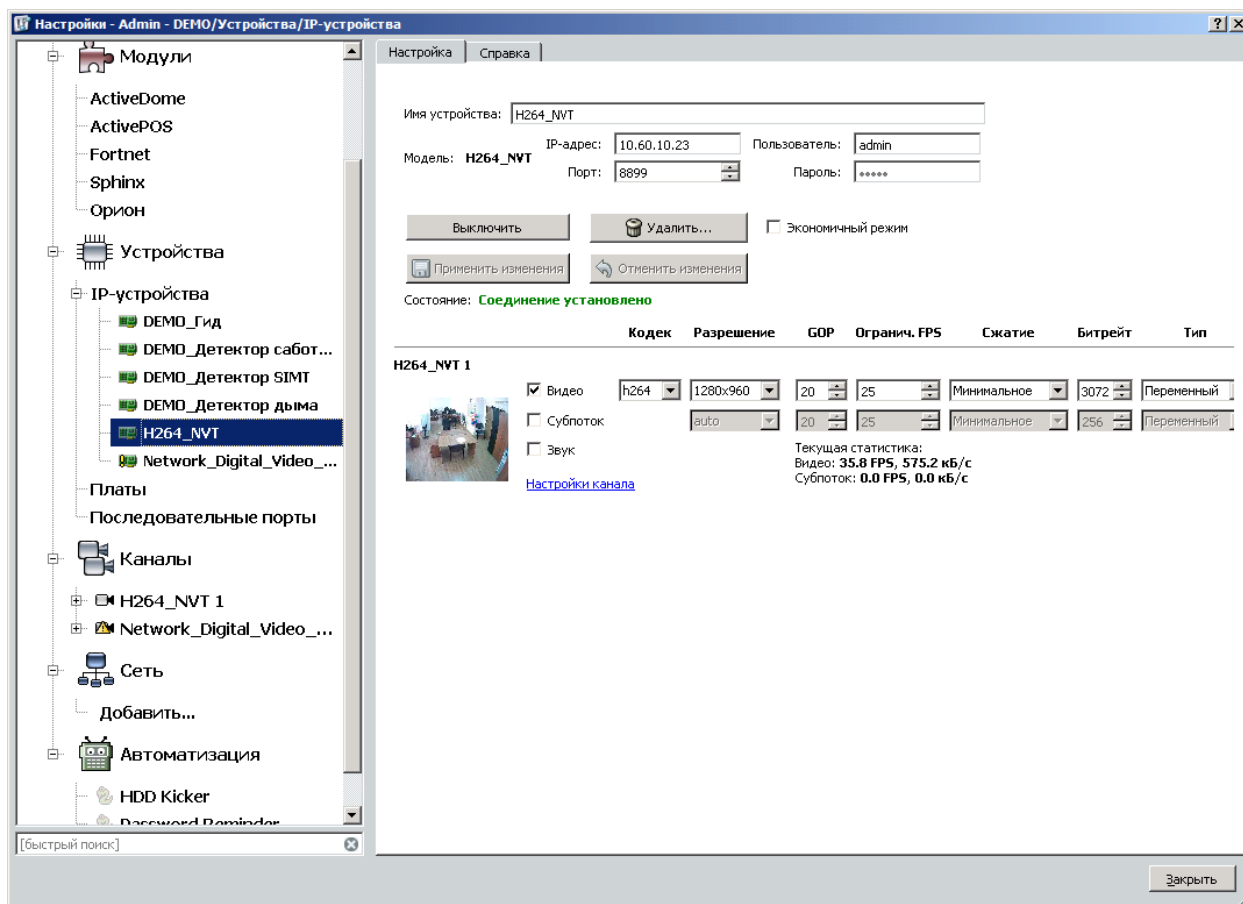 Настройки - Admin - DEMO/Устройства/IP-устройства
Модули
ActiveDome
ActivePOS
Fortnet
Sphinx
Орион
Устройства
IP-устройства
DEMO_Гид
DEMO_Детектор сабот...
DEMO_Детектор SIMT
DEMO_Детектор дыма
H264_NVT
Network_Digital_Video_...
Платы
Последовательные порты
Каналы
H264_NVT 1
Network_Digital_Video_...
Сеть
Добавить...
Автоматизация
HDD Kicker
Password Reminder
[быстрый поиск]
Настройка Справка
Имя устройства: H264_NVT
Модель: H264_NVT
IP-адрес: 10.60.10.23 Пользователь: admin
Порт: 8899 Пароль: •••••
Выключить Удалить... Экономичный режим
Применить изменения Отменить изменения
Состояние: Соединение установлено
Кодек Разрешение GOP Огранич. FPS Сжатие Битрейт Тип
H264_NVT 1
Видео h264 1280x960 20 25 Минимальное 3072 Переменный
Субпоток auto 20 25 Минимальное 256 Переменный
Звук
Текущая статистика:
Видео: 35.8 FPS, 575.2 кБ/с
Субпоток: 0.0 FPS, 0.0 кБ/с
Настройки канала
Закрыть